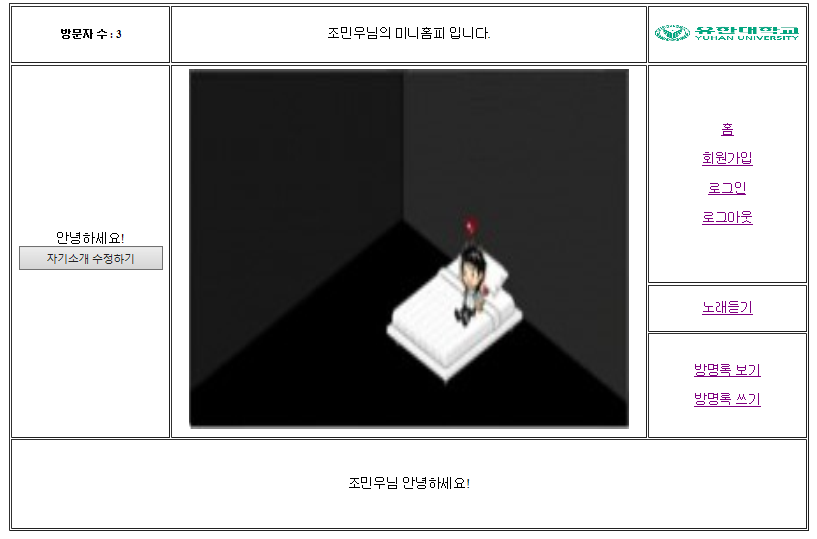 방문자 수 : 3
조민우님의 미니홈피 입니다.
유한대학교
YUHAN UNIVERSITY
안녕하세요!
자기소개 수정하기
홈
회원가입
로그인
로그아웃
노래듣기
방명록 보기
방명록 쓰기
조민우님 안녕하세요!